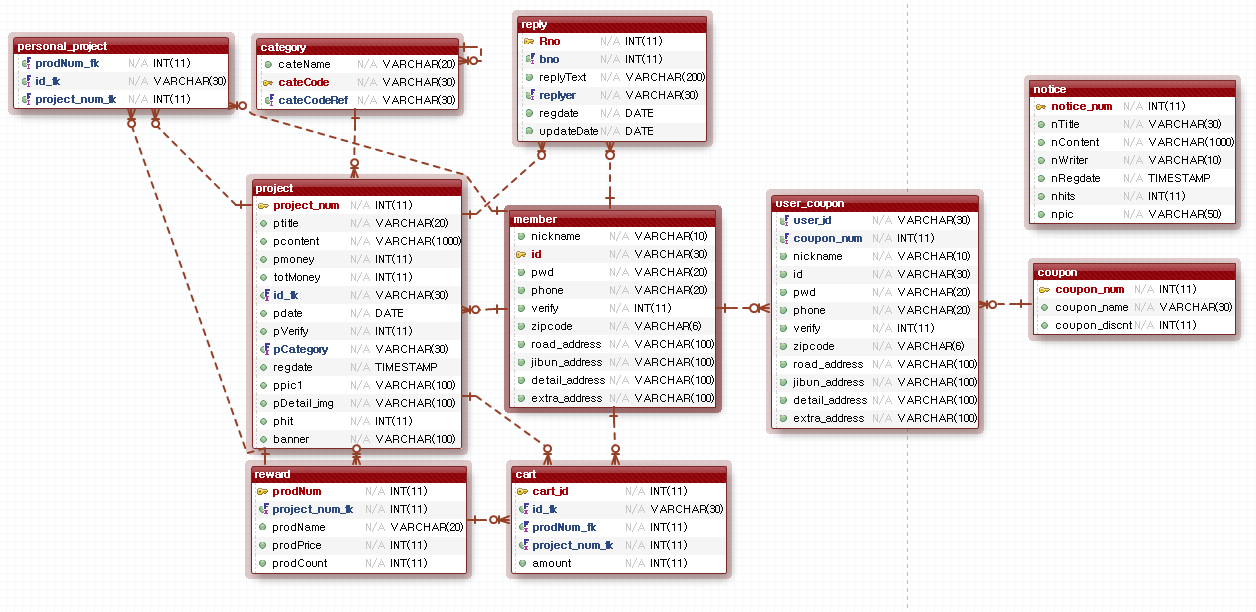 personal_project
prodNum_fk N/A INT(11)
id_fk N/A VARCHAR(30)
project_num_fk N/A INT(11)
category
cateName N/A VARCHAR(20)
cateCode N/A VARCHAR(30)
cateCodeRef N/A VARCHAR(30)
reply
Rno N/A INT(11)
bno N/A INT(11)
replyText N/A VARCHAR(200)
replyer N/A VARCHAR(30)
regdate N/A DATE
updateDate N/A DATE
notice
notice_num N/A INT(11)
nTitle N/A VARCHAR(30)
nContent N/A VARCHAR(1000)
nWriter N/A VARCHAR(10)
nRegdate N/A TIMESTAMP
nhits N/A INT(11)
npic N/A VARCHAR(50)
project
project_num N/A INT(11)
ptitle N/A VARCHAR(20)
pcontent N/A VARCHAR(1000)
pmoney N/A INT(11)
totMoney N/A INT(11)
id_fk N/A VARCHAR(30)
pdate N/A DATE
pVerify N/A INT(11)
pCategory N/A VARCHAR(30)
regdate N/A TIMESTAMP
ppic1 N/A VARCHAR(100)
pDetail_img N/A VARCHAR(100)
phit N/A INT(11)
banner N/A VARCHAR(100)
member
nickname N/A VARCHAR(10)
id N/A VARCHAR(30)
pwd N/A VARCHAR(20)
phone N/A VARCHAR(20)
verify N/A INT(11)
zipcode N/A VARCHAR(6)
road_address N/A VARCHAR(100)
jibun_address N/A VARCHAR(100)
detail_address N/A VARCHAR(100)
extra_address N/A VARCHAR(100)
user_coupon
user_id N/A VARCHAR(30)
coupon_num N/A INT(11)
nickname N/A VARCHAR(10)
id N/A VARCHAR(30)
pwd N/A VARCHAR(20)
phone N/A VARCHAR(20)
verify N/A INT(11)
zipcode N/A VARCHAR(6)
road_address N/A VARCHAR(100)
jibun_address N/A VARCHAR(100)
detail_address N/A VARCHAR(100)
extra_address N/A VARCHAR(100)
coupon
coupon_num N/A INT(11)
coupon_name N/A VARCHAR(30)
coupon_discnt N/A INT(11)
reward
prodNum N/A INT(11)
project_num_fk N/A INT(11)
prodName N/A VARCHAR(20)
prodPrice N/A INT(11)
prodCount N/A INT(11)
cart
cart_id N/A INT(11)
id_fk N/A VARCHAR(30)
prodNum_fk N/A INT(11)
project_num_fk N/A INT(11)
amount N/A INT(11)